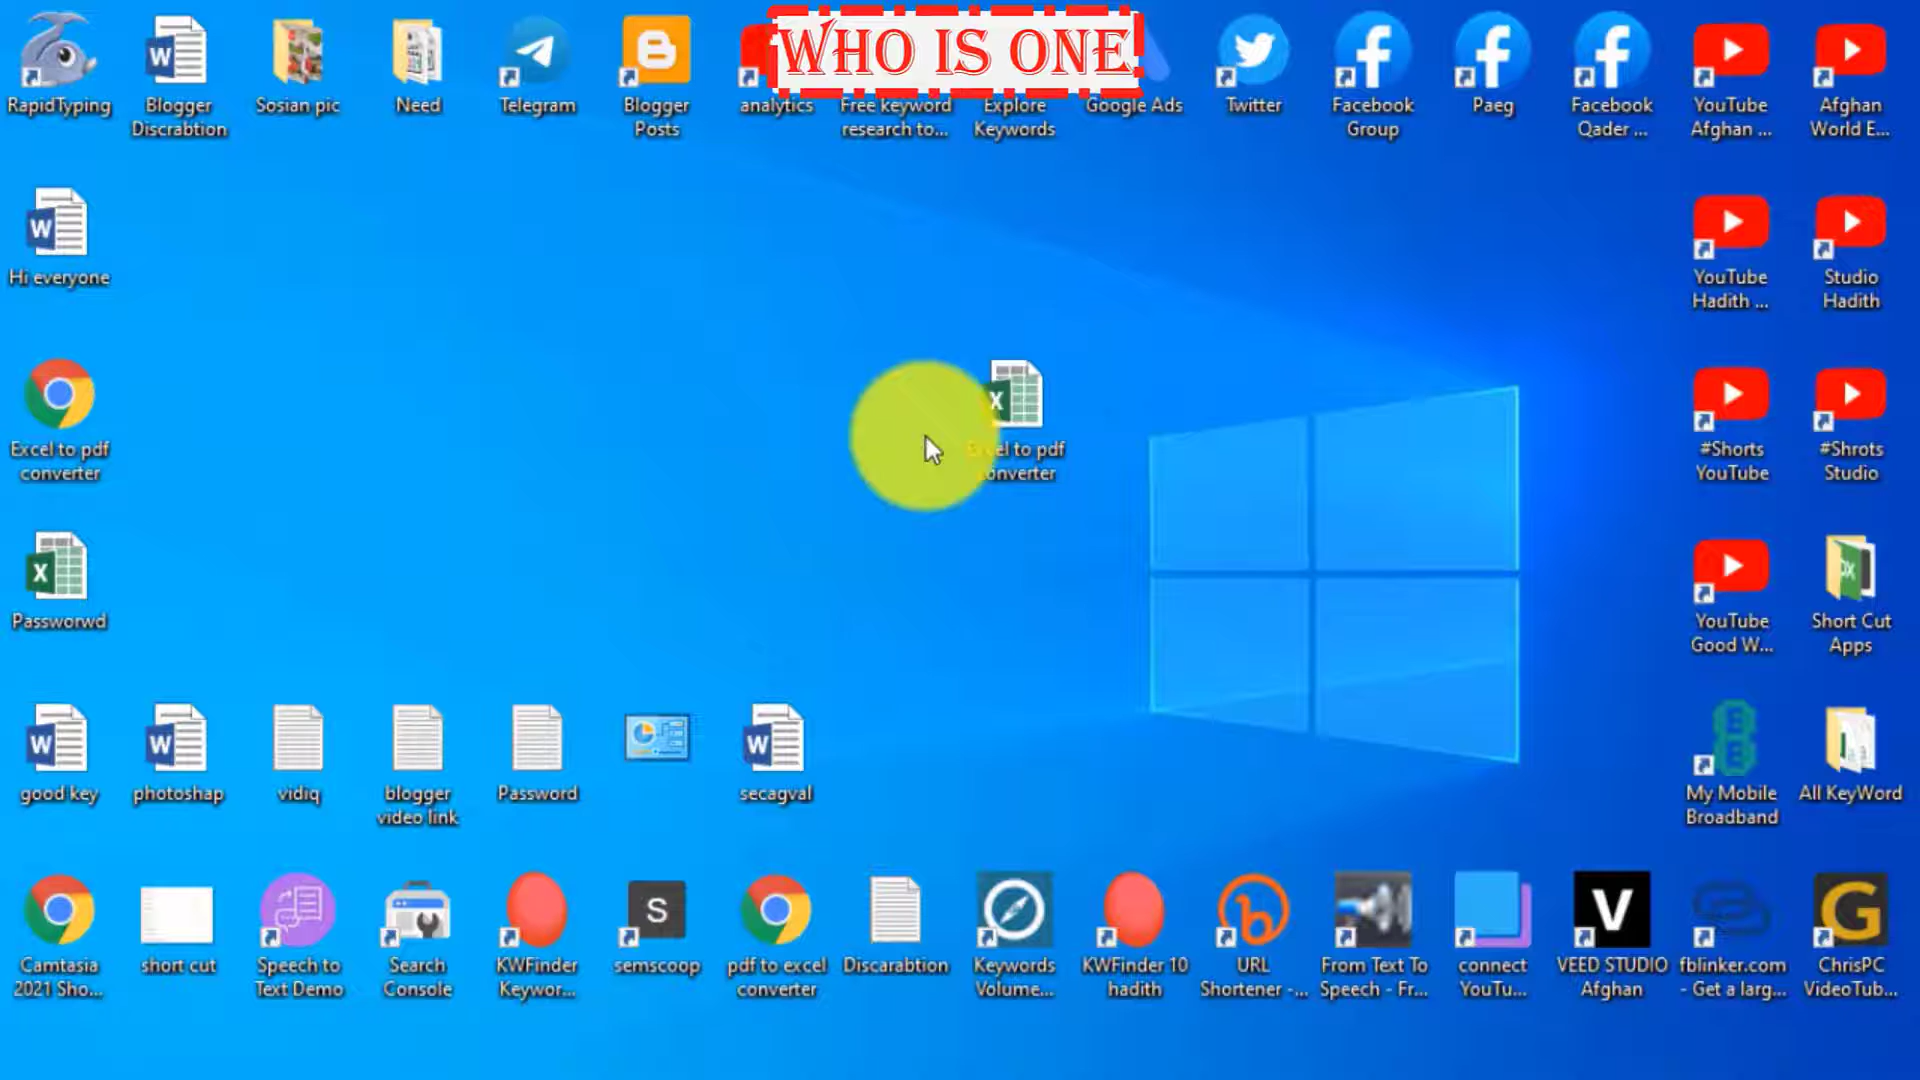 WHO IS ONE
RapidTyping
Blogger
Discrabtion
Sosian pic
Need
Telegram
Blogger
Posts
analytics
Free keyword
research to...
Explore
Keywords
Google Ads
Twitter
Facebook
Group
Paeg
Facebook
Qader ...
YouTube
Afghan ...
Afghan
World E...
Hi everyone
YouTube
Hadith ...
Studio
Hadith
Excel to pdf
converter
Excel to pdf
converter
#Shorts
YouTube
#Shrots
Studio
Passworwd
YouTube
Good W...
Short Cut
Apps
good key
photoshap
vidiq
blogger
video link
Password
secagval
My Mobile
Broadband
All KeyWord
Camtasia
2021 Sho...
short cut
Speech to
Text Demo
Search
Console
KWFinder
Keywor...
S
semscoop
pdf to excel
converter
Discarabtion
Keywords
Volume...
KWFinder 10
hadith
URL
Shortener -...
From Text To
Speech - Fr...
connect
YouTu...
V
VEED STUDIO
Afghan
fblinker.com
- Get a larg...
G
ChrisPC
VideoTub...